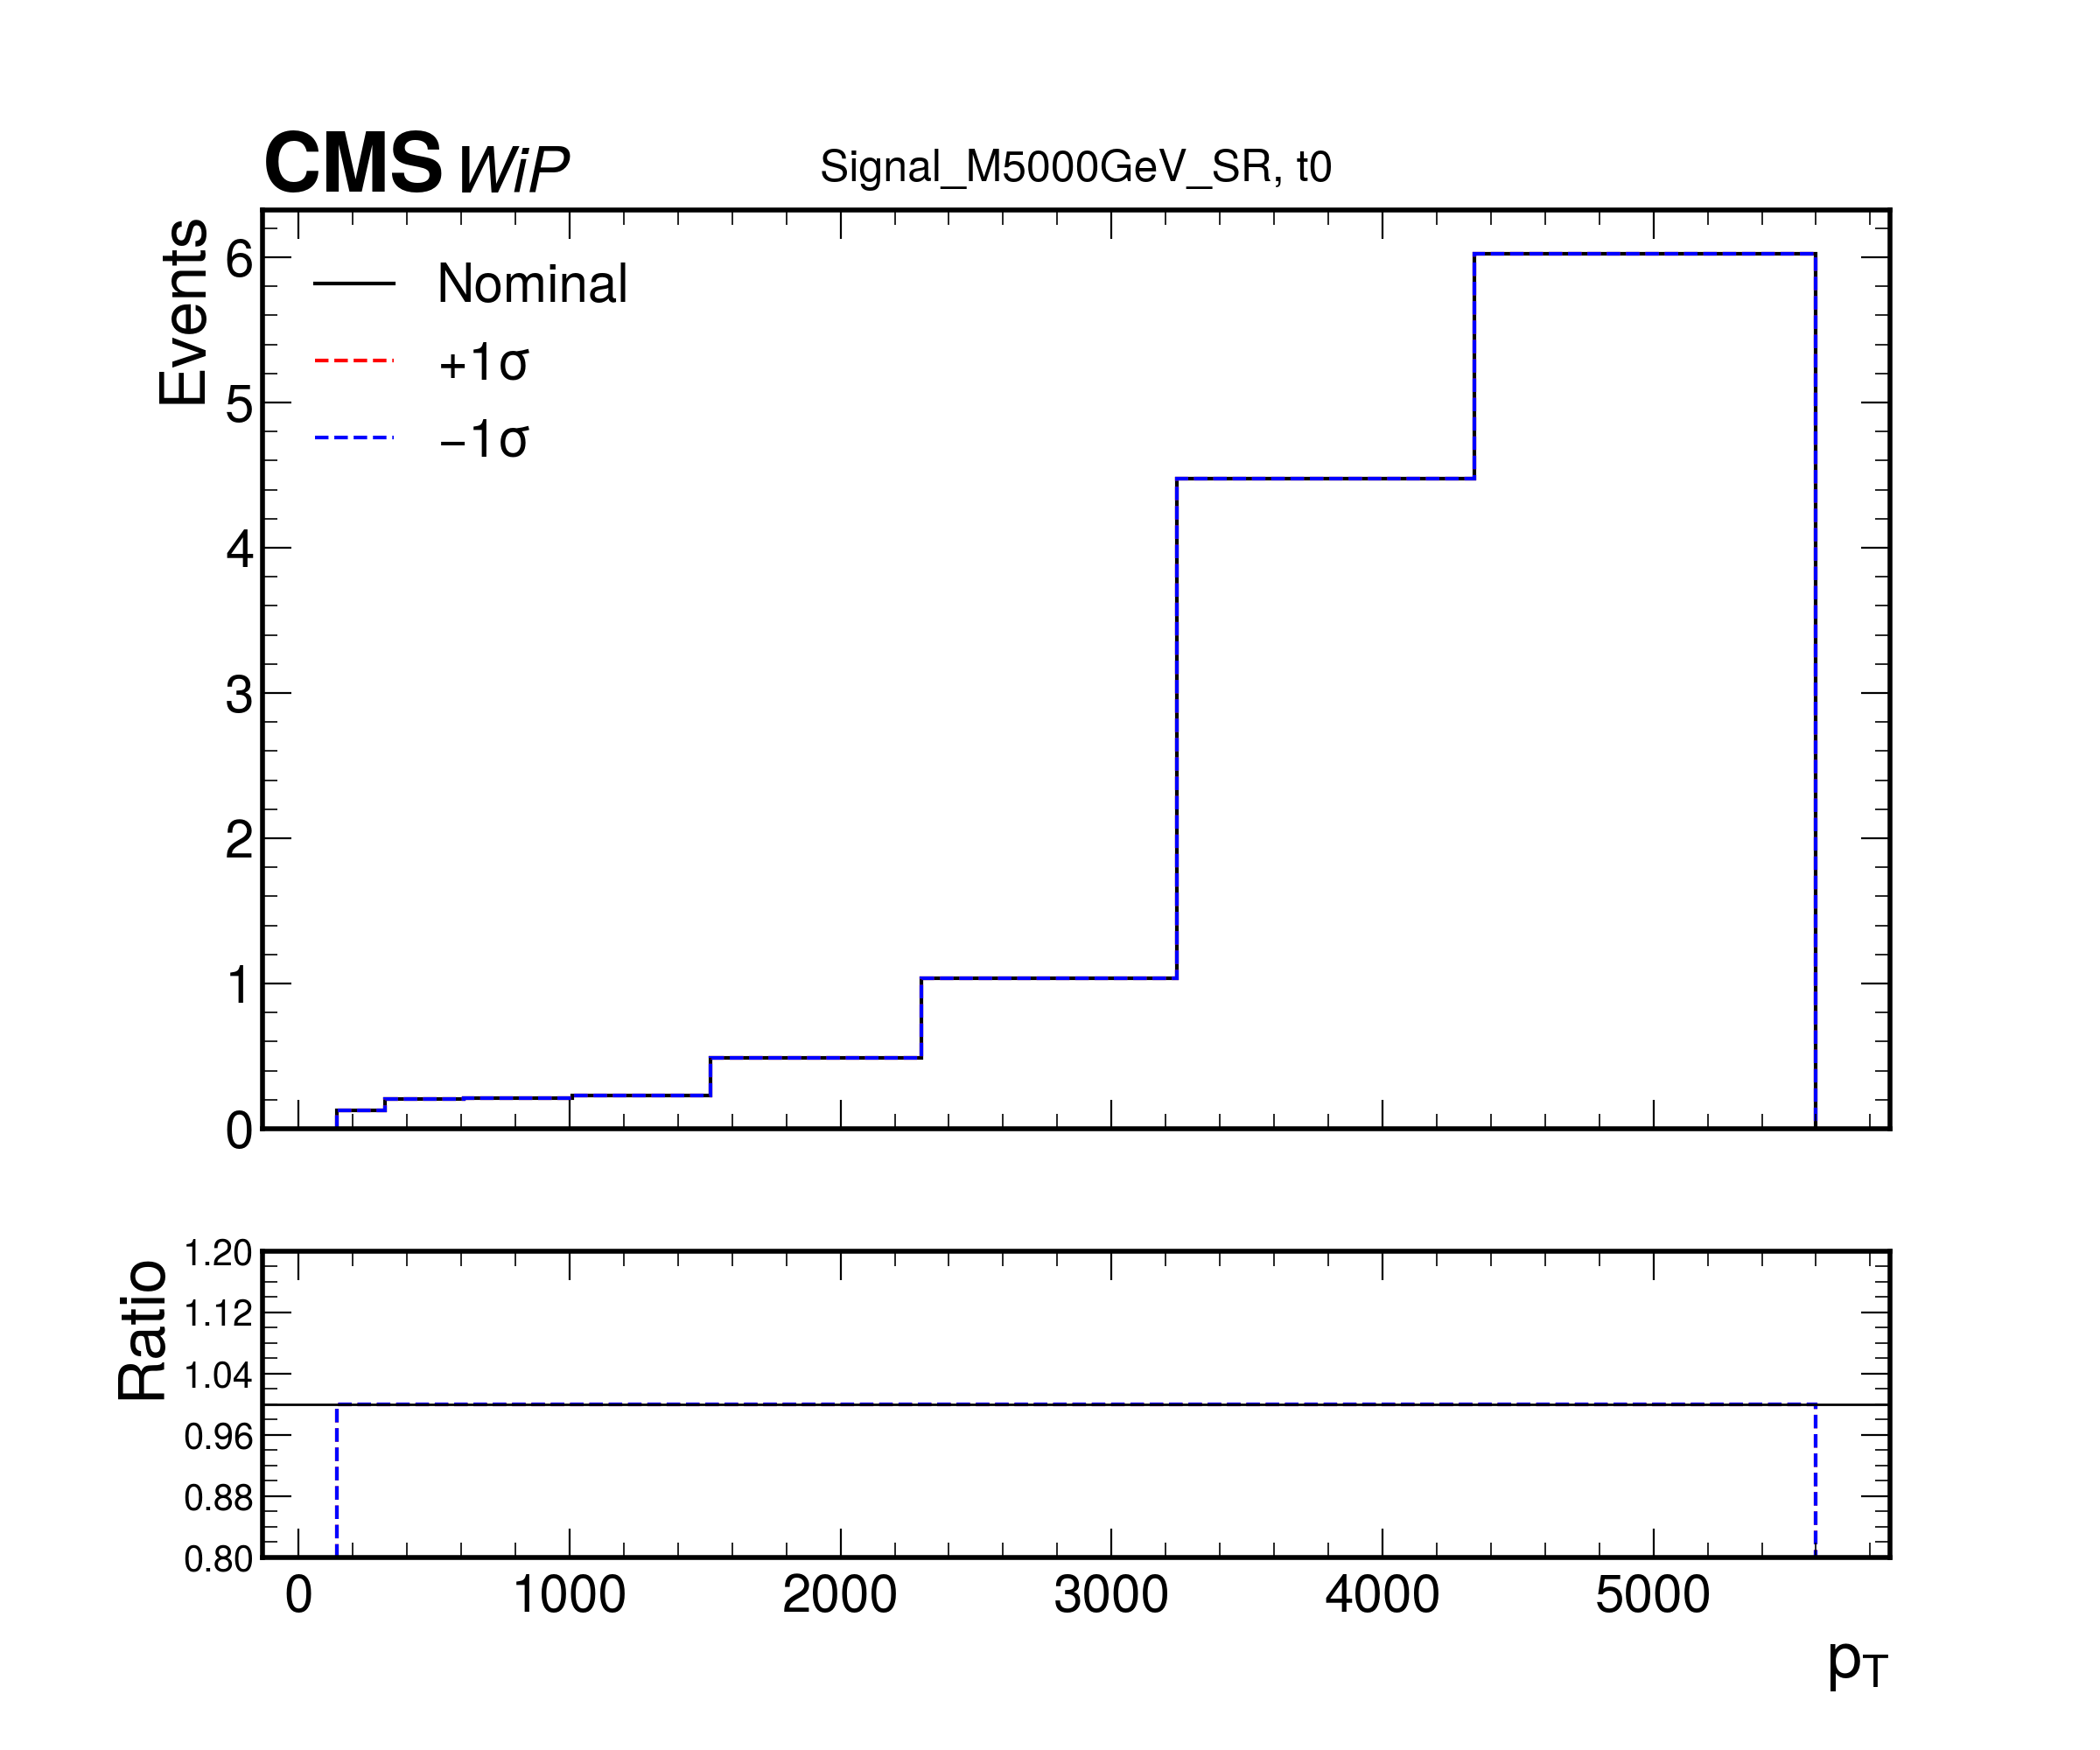 CMS WiP
Signal_M5000GeV_SR, t0
Events
6
5
4
3
2
1
0
Nominal
+1σ
−1σ
Ratio
1.20
1.12
1.04
0.96
0.88
0.80
0 1000 2000 3000 4000 5000
pT